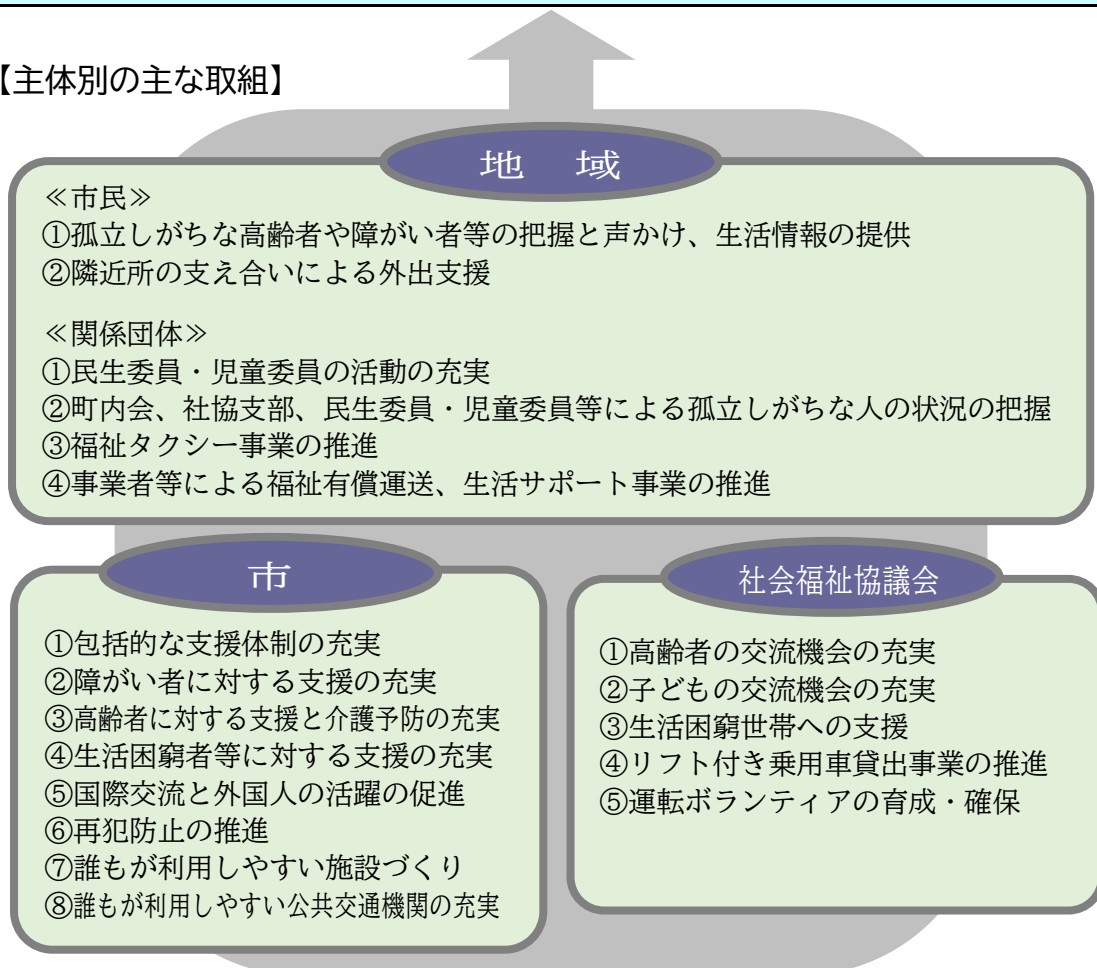 【主体別の主な取組】
地　域
≪市民≫
①孤立しがちな高齢者や障がい者等の把握と声かけ、生活情報の提供
②隣近所の支え合いによる外出支援
≪関係団体≫
①民生委員・児童委員の活動の充実
②町内会、社協支部、民生委員・児童委員等による孤立しがちな人の状況の把握
③福祉タクシー事業の推進
④事業者等による福祉有償運送、生活サポート事業の推進
市
①包括的な支援体制の充実
②障がい者に対する支援の充実
③高齢者に対する支援と介護予防の充実
④生活困窮者等に対する支援の充実
⑤国際交流と外国人の活躍の促進
⑥再犯防止の推進
⑦誰もが利用しやすい施設づくり
⑧誰もが利用しやすい公共交通機関の充実
社会福祉協議会
①高齢者の交流機会の充実
②子どもの交流機会の充実
③生活困窮世帯への支援
④リフト付き乗用車貸出事業の推進
⑤運転ボランティアの育成・確保